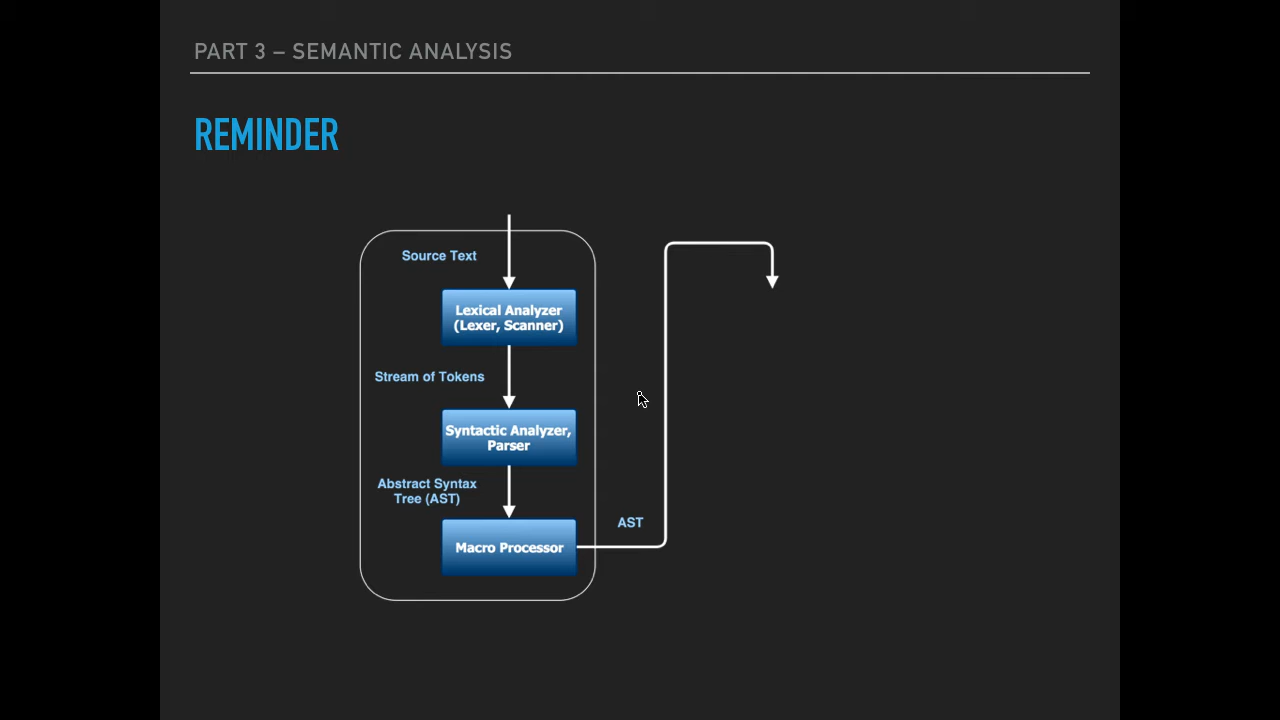 PART 3 – SEMANTIC ANALYSIS
REMINDER
Source Text
Lexical Analyzer
(Lexer, Scanner)
Stream of Tokens
Syntactic Analyzer,
Parser
Abstract Syntax
Tree (AST)
Macro Processor
AST